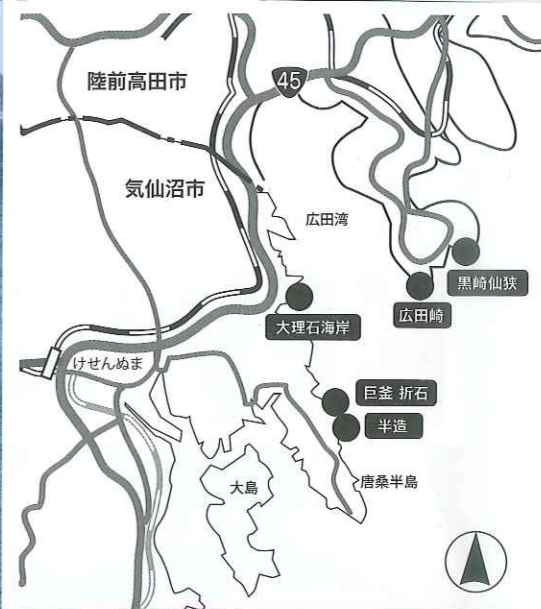 45
陸前高田市
気仙沼市
広田湾
黒崎仙狭
広田崎
大理石海岸
けせんぬま
巨釜 折石
半造
大島
唐桑半島